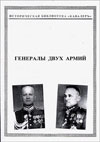 ИСТОРИЧЕСКАЯ БИБЛИОТЕКА «КАВАЛЕРЪ»
ГЕНЕРАЛЫ ДВУХ АРМИЙ